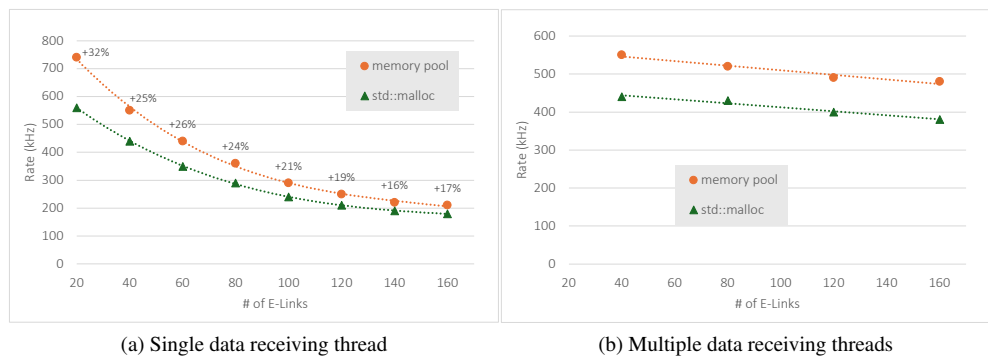 800
700
600
500
400
300
200
100
0
Rate (kHz)
+32%
+25%
+26%
+24%
+21%
+19%
+16%
+17%
memory pool
std::malloc
20 40 60 80 100 120 140 160
# of E-Links
(a) Single data receiving thread
600
500
400
300
200
100
0
Rate (kHz)
memory pool
std::malloc
20 40 60 80 100 120 140 160
# of E-Links
(b) Multiple data receiving threads